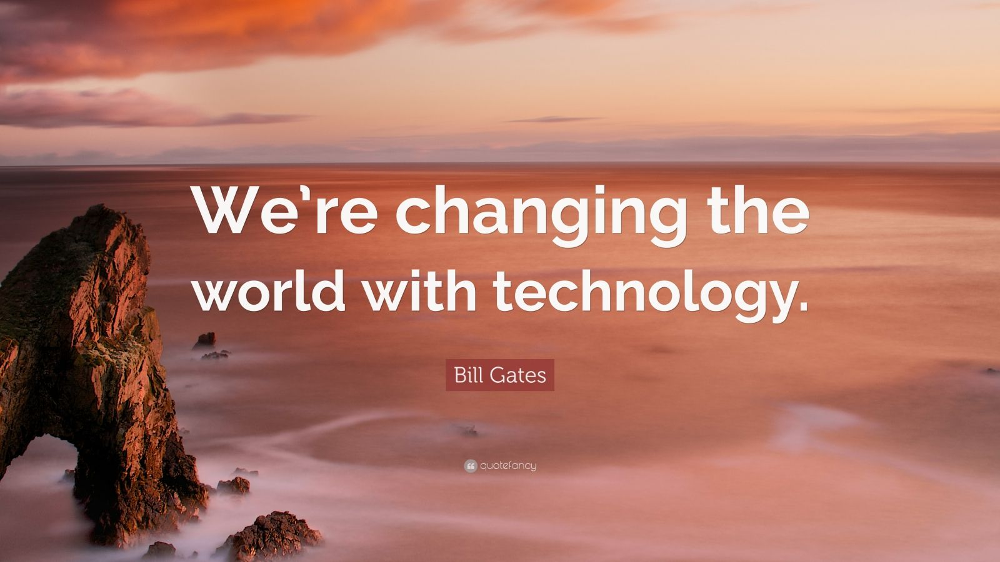 We’re changing the
world with technology.
Bill Gates
quotefancy